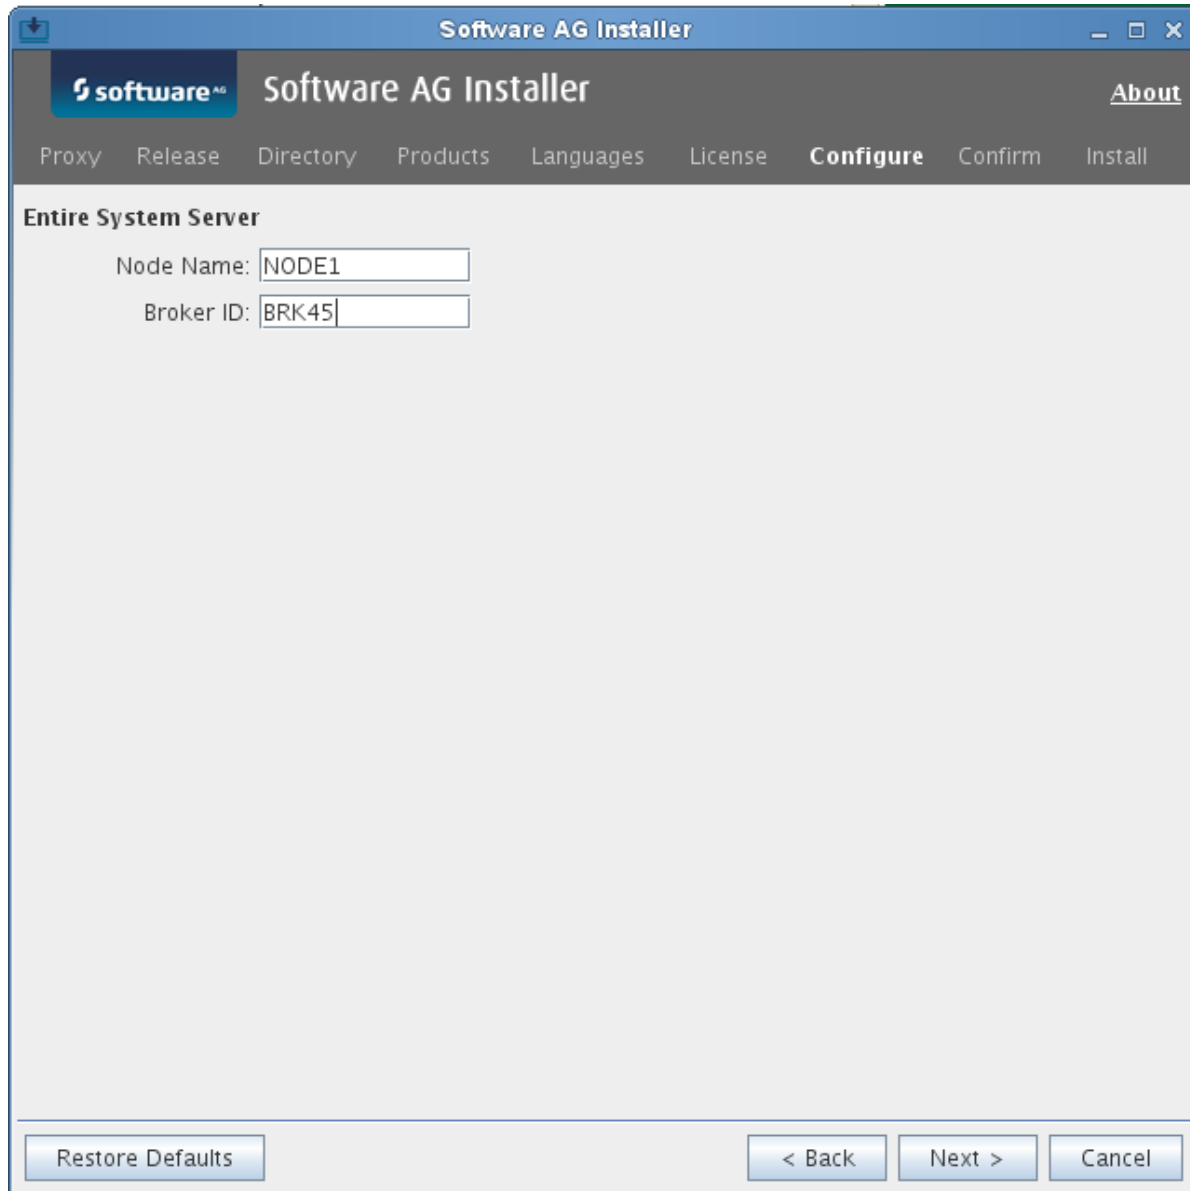 Software AG Installer
software AG Software AG Installer About
Proxy Release Directory Products Languages License Configure Confirm Install
Entire System Server
Node Name: NODE1
Broker ID: BRK45
Restore Defaults < Back Next > Cancel